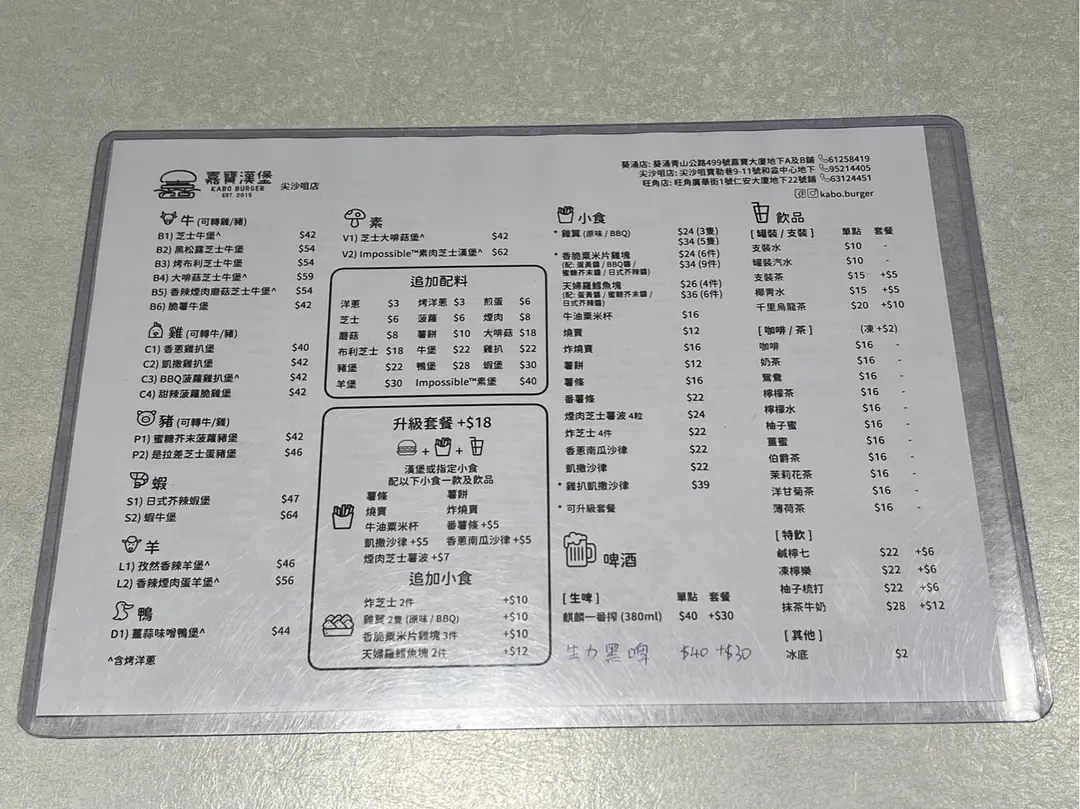 嘉寶漢堡
KABO BURGER
EST. 2015
尖沙咀店
葵涌店: 葵涌青山公路499號嘉寶大廈地下A及B舖 61258419
尖沙咀店: 尖沙咀寶勒巷9-11號和益中心地下 95214405
旺角店: 旺角廣華街1號仁安大廈地下22號舖 63124451
kabo.burger
牛 (可轉雞/豬)
B1) 芝士牛堡^ $42
B2) 黑松露芝士牛堡 $54
B3) 烤布利芝士牛堡 $54
B4) 大啡菇芝士牛堡^ $59
B5) 香辣煙肉磨菇芝士牛堡^ $54
B6) 脆薯牛堡 $42
雞 (可轉牛/豬)
C1) 香蔥雞扒堡 $40
C2) 凱撒雞扒堡 $42
C3) BBQ菠蘿雞扒堡^ $42
C4) 甜辣菠蘿脆雞堡 $42
豬 (可轉牛/雞)
P1) 蜜糖芥末菠蘿豬堡 $42
P2) 是拉差芝士蛋豬堡 $46
蝦
S1) 日式芥辣蝦堡 $47
S2) 蝦牛堡 $64
羊
L1) 孜然香辣羊堡^ $46
L2) 香辣煙肉蛋羊堡^ $56
鴨
D1) 薑蒜味噌鴨堡^ $44
^含烤洋蔥
素
V1) 芝士大啡菇堡^ $42
V2) Impossible™素肉芝士漢堡^ $62
追加配料
洋蔥 $3 烤洋蔥 $3 煎蛋 $6
芝士 $6 菠蘿 $6 煙肉 $8
蘑菇 $8 薯餅 $10 大啡菇 $18
布利芝士 $18 牛堡 $22 雞扒 $22
豬堡 $22 鴨堡 $28 蝦堡 $30
羊堡 $30 Impossible™素堡 $40
升級套餐 +$18
+ +
漢堡或指定小食
配以下小食一款及飲品
薯條 薯餅
燒賣 炸燒賣
牛油粟米杯 番薯條 +$5
凱撒沙律 +$5 香蔥南瓜沙律 +$5
煙肉芝士薯波 +$7
追加小食
炸芝士 2件 +$10
雞翼 2隻 (原味 / BBQ) +$10
香脆粟米片雞塊 3件 +$10
天婦羅鱈魚塊 2件 +$12
小食
* 雞翼 (原味 / BBQ) $24 (3隻)
$34 (5隻)
* 香脆粟米片雞塊 $24 (6件)
(配: 蛋黃醬 / BBQ醬 / $34 (9件)
蜜糖芥末醬 / 日式芥辣醬)
天婦羅鱈魚塊 $26 (4件)
(配: 蛋黃醬 / 蜜糖芥末醬 / $36 (6件)
日式芥辣醬)
牛油粟米杯 $16
燒賣 $12
炸燒賣 $16
薯餅 $12
薯條 $16
番薯條 $22
煙肉芝士薯波 4粒 $24
炸芝士 4件 $22
香蔥南瓜沙律 $22
凱撒沙律 $22
* 雞扒凱撒沙律 $39
* 可升級套餐
啤酒
[ 生啤 ] 單點 套餐
麒麟一番搾 (380ml) $40 +$30
生力黑啤 $40 +$30
飲品
[ 罐裝 / 支裝 ] 單點 套餐
支裝水 $10 -
罐裝汽水 $10 -
支裝茶 $15 +$5
椰青水 $15 +$5
千里烏龍茶 $20 +$10
[ 咖啡 / 茶 ] (凍 +$2)
咖啡 $16 -
奶茶 $16 -
鴛鴦 $16 -
檸檬茶 $16 -
檸檬水 $16 -
柚子蜜 $16 -
薑蜜 $16 -
伯爵茶 $16 -
茉莉花茶 $16 -
洋甘菊茶 $16 -
薄荷茶 $16 -
[ 特飲 ]
鹹檸七 $22 +$6
凍檸樂 $22 +$6
柚子梳打 $22 +$6
抹茶牛奶 $28 +$12
[ 其他 ]
冰底 $2